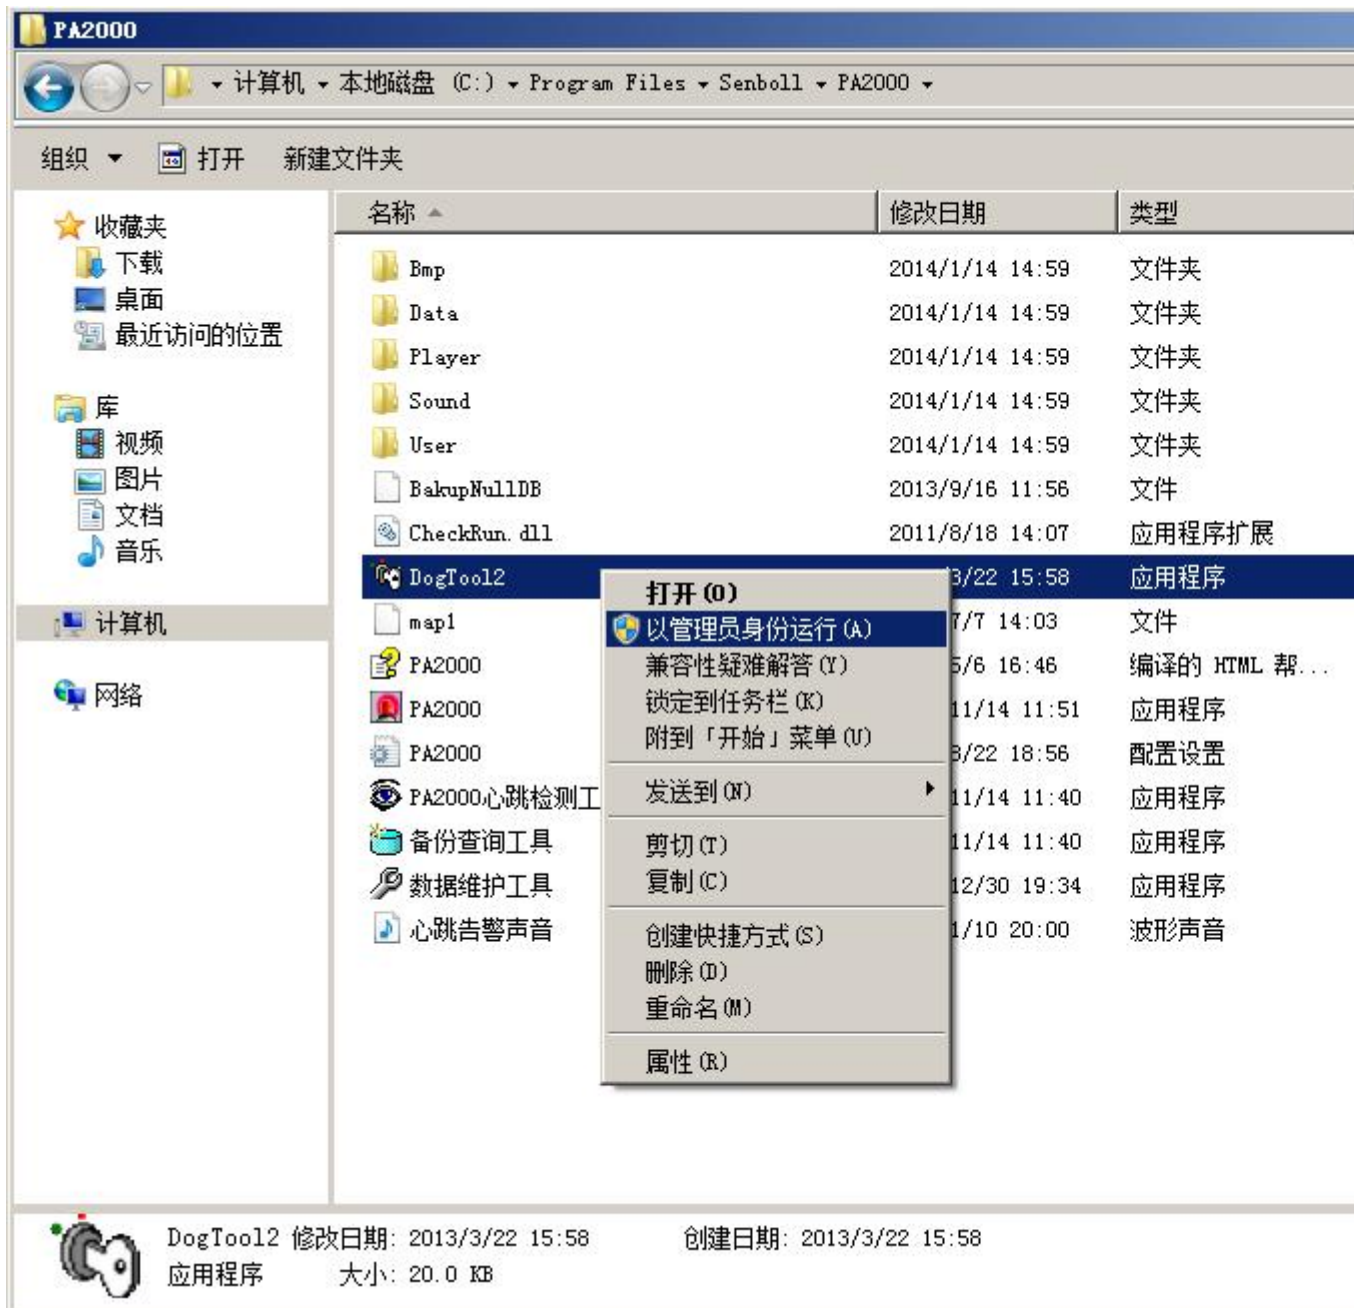 PA2000
计算机 本地磁盘 (C:) Program Files Senboll PA2000
组织 打开 新建文件夹
收藏夹
下载
桌面
最近访问的位置
库
视频
图片
文档
音乐
计算机
网络
名称 修改日期 类型
Bmp 2014/1/14 14:59 文件夹
Data 2014/1/14 14:59 文件夹
Player 2014/1/14 14:59 文件夹
Sound 2014/1/14 14:59 文件夹
User 2014/1/14 14:59 文件夹
BakupNullDB 2013/9/16 11:56 文件
CheckRun.dll 2011/8/18 14:07 应用程序扩展
DogTool2 3/22 15:58 应用程序
map1 7/7 14:03 文件
PA2000 5/6 16:46 编译的 HTML 帮...
PA2000 11/14 11:51 应用程序
PA2000 3/22 18:56 配置设置
PA2000心跳检测工 11/14 11:40 应用程序
备份查询工具 11/14 11:40 应用程序
数据维护工具 12/30 19:34 应用程序
心跳告警声音 1/10 20:00 波形声音
打开(O)
以管理员身份运行(A)
兼容性疑难解答(Y)
锁定到任务栏(K)
附到「开始」菜单(U)
发送到(N)
剪切(T)
复制(C)
创建快捷方式(S)
删除(D)
重命名(M)
属性(R)
DogTool2 修改日期: 2013/3/22 15:58 创建日期: 2013/3/22 15:58
应用程序 大小: 20.0 KB